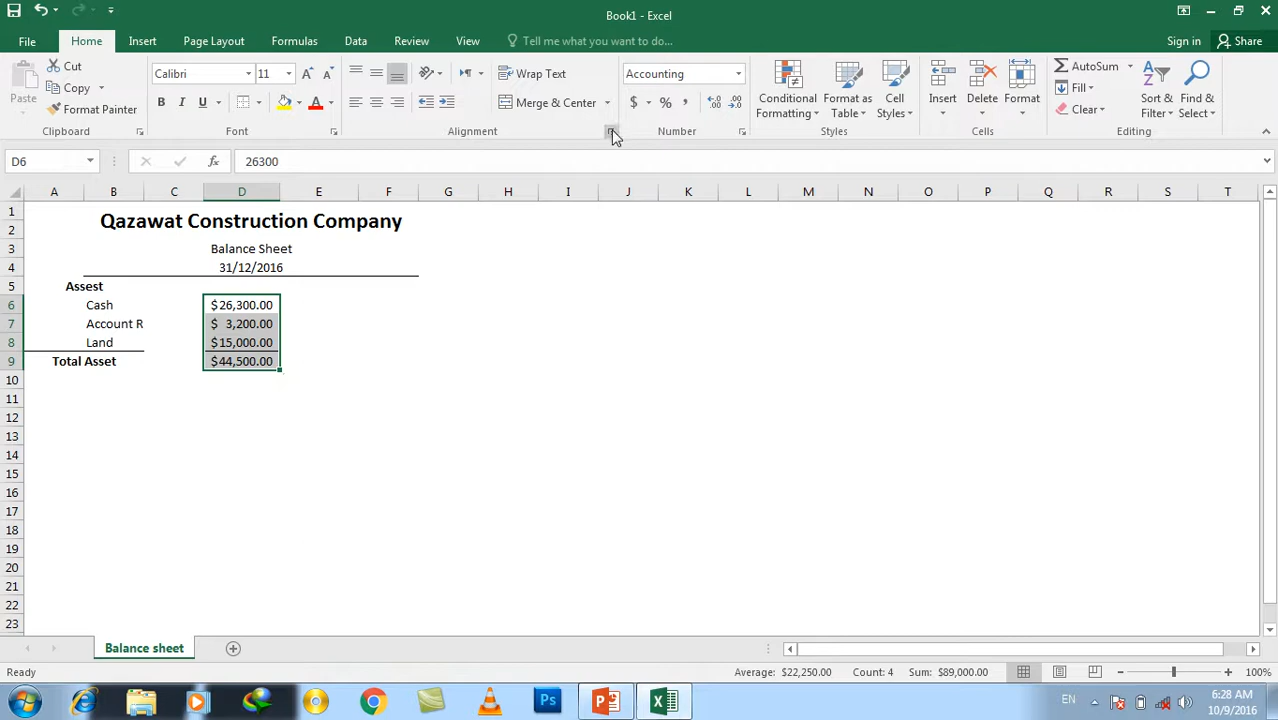 Book1 - Excel
File Home Insert Page Layout Formulas Data Review View Tell me what you want to do... Sign in Share
Cut
Copy
Format Painter
Paste
Clipboard
Calibri 11
B I U A A A
Font
Wrap Text
Merge & Center
Alignment
Accounting
$ % ,
Number
Conditional Formatting
Format as Table
Cell Styles
Styles
Insert Delete Format
Cells
AutoSum
Fill
Clear
Sort & Filter
Find & Select
Editing
D6 fx 26300
A B C D E F G H I J K L M N O P Q R S T
1 Qazawat Construction Company
2
3 Balance Sheet
4 31/12/2016
5 Assest
6 Cash $26,300.00
7 Account R $ 3,200.00
8 Land $15,000.00
9 Total Asset $44,500.00
10
11
12
13
14
15
16
17
18
19
20
21
22
23
Balance sheet
Ready Average: $22,250.00 Count: 4 Sum: $89,000.00 100%
Ps EN
6:28 AM
10/9/2016